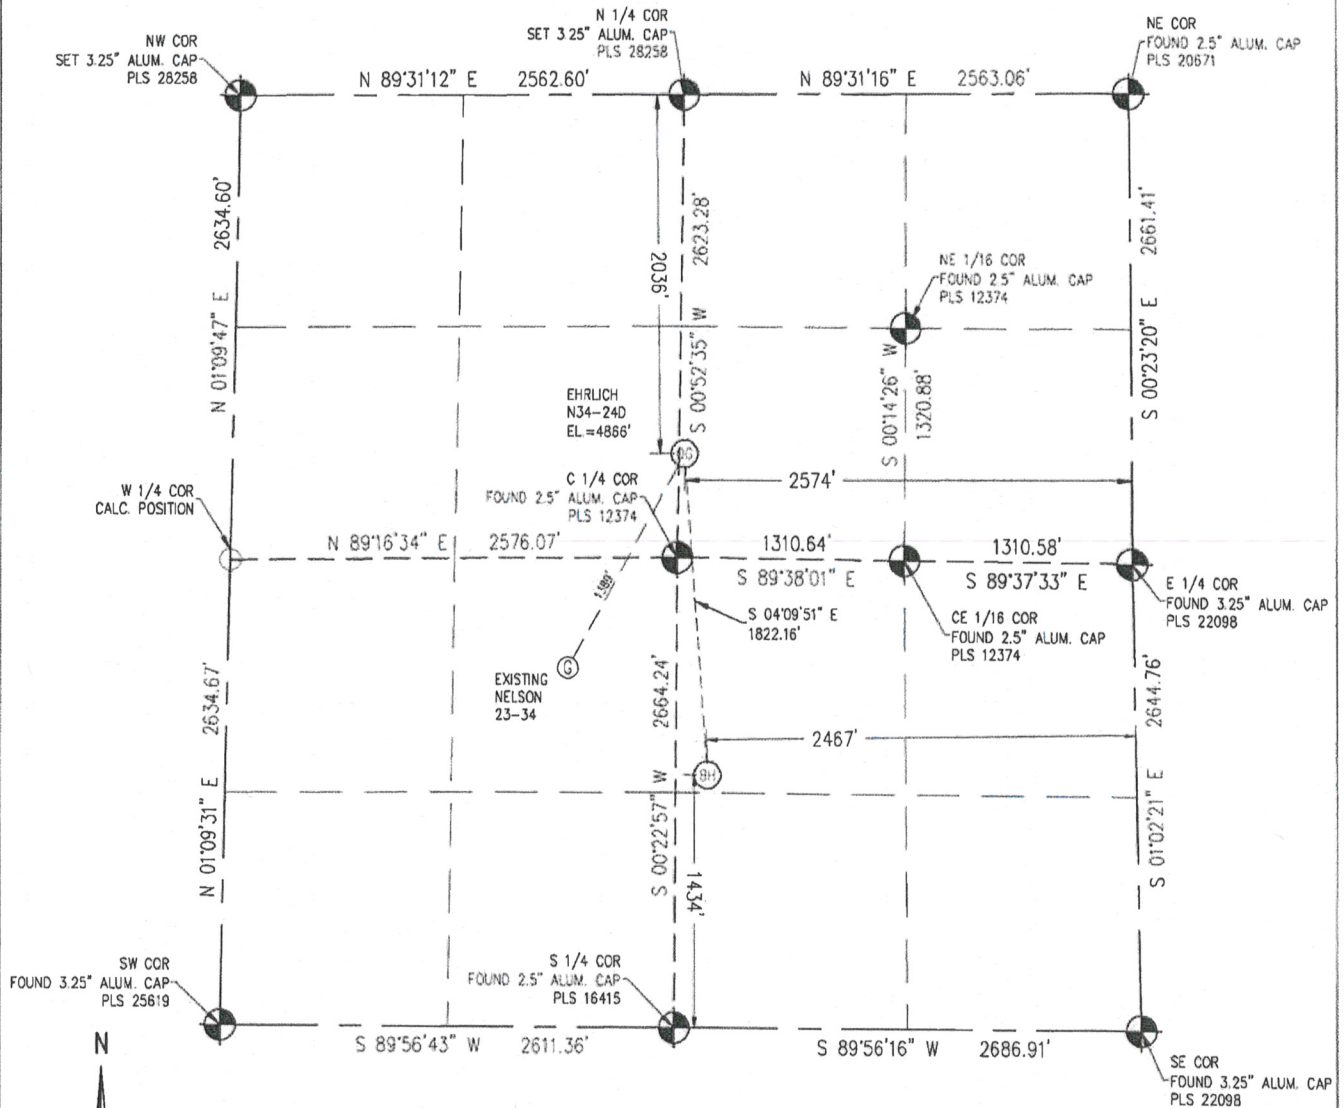 N 1/4 COR
SET 3.25" ALUM. CAP
PLS 28258
NW COR
SET 3.25" ALUM. CAP
PLS 28258
NE COR
FOUND 2.5" ALUM. CAP
PLS 20671
N 89°31'12" E 2562.60'
N 89°31'16" E 2563.06'
N 01°09'47" E 2634.60'
2036'
S 00°52'35" W 2623.28'
S 00°23'20" E 2661.41'
NE 1/16 COR
FOUND 2.5" ALUM. CAP
PLS 12374
S 00°14'26" W
1320.88'
EHRLICH
N34-24D
EL.=4866'
OG
2574'
C 1/4 COR
FOUND 2.5" ALUM. CAP
PLS 12374
W 1/4 COR
CALC. POSITION
N 89°16'34" E 2576.07'
1310.64'
S 89°38'01" E
1310.58'
S 89°37'33" E
E 1/4 COR
FOUND 3.25" ALUM. CAP
PLS 22098
CE 1/16 COR
FOUND 2.5" ALUM. CAP
PLS 12374
S 04°09'51" E
1822.16'
G
EXISTING
NELSON
23-34
N 01°09'31" E 2634.67'
S 00°22'57" W 2664.24'
2467'
BH
1434'
S 01°02'21" E 2644.76'
SW COR
FOUND 3.25" ALUM. CAP
PLS 25619
S 1/4 COR
FOUND 2.5" ALUM. CAP
PLS 16415
S 89°56'43" W 2611.36'
S 89°56'16" W 2686.91'
SE COR
FOUND 3.25" ALUM. CAP
PLS 22098
N